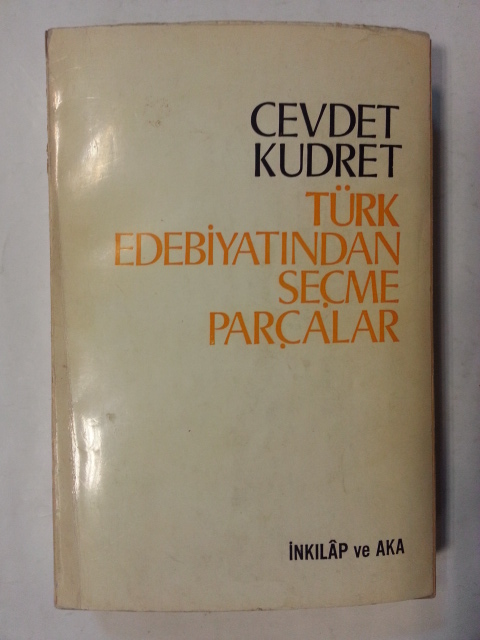 CEVDET
KUDRET
TÜRK
EDEBİYATINDAN
SEÇME
PARÇALAR
İNKILÂP ve AKA